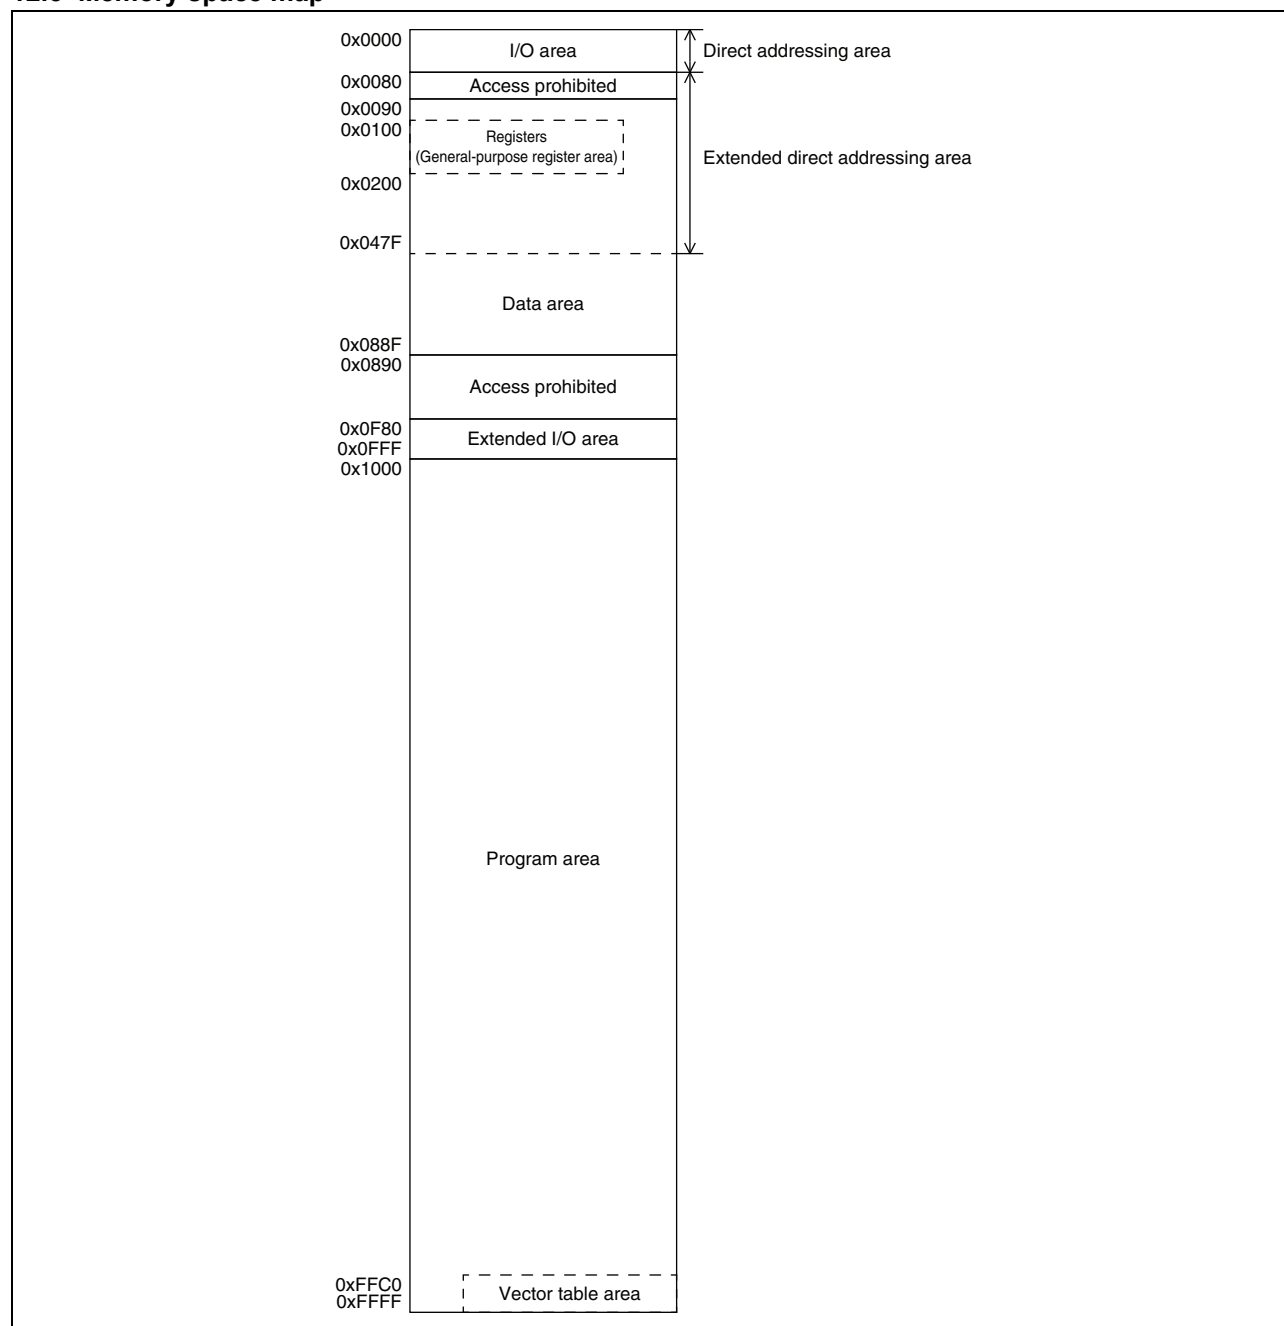 0x0000
I/O area
Direct addressing area
0x0080
Access prohibited
0x0090
0x0100
Registers
(General-purpose register area)
Extended direct addressing area
0x0200
0x047F
Data area
0x088F
0x0890
Access prohibited
0x0F80
Extended I/O area
0x0FFF
0x1000
Program area
0xFFC0
Vector table area
0xFFFF